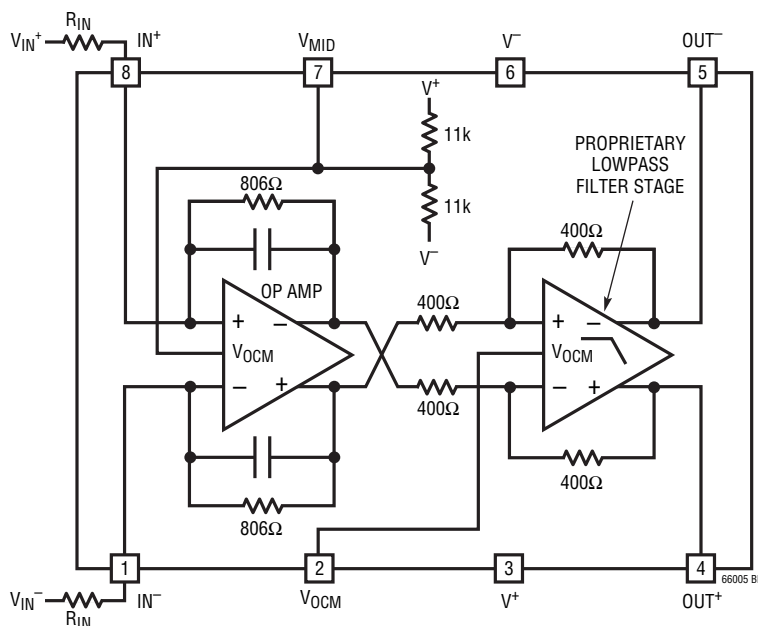 RIN
VIN+
IN+
VMID
V−
OUT−
8
7
6
5
V+
11k
11k
V−
PROPRIETARY
LOWPASS
FILTER STAGE
806Ω
400Ω
OP AMP
400Ω
+
−
+
−
VOCM
VOCM
−
+
−
+
400Ω
400Ω
806Ω
1
2
3
4
VIN−
IN−
VOCM
V+
OUT+
RIN